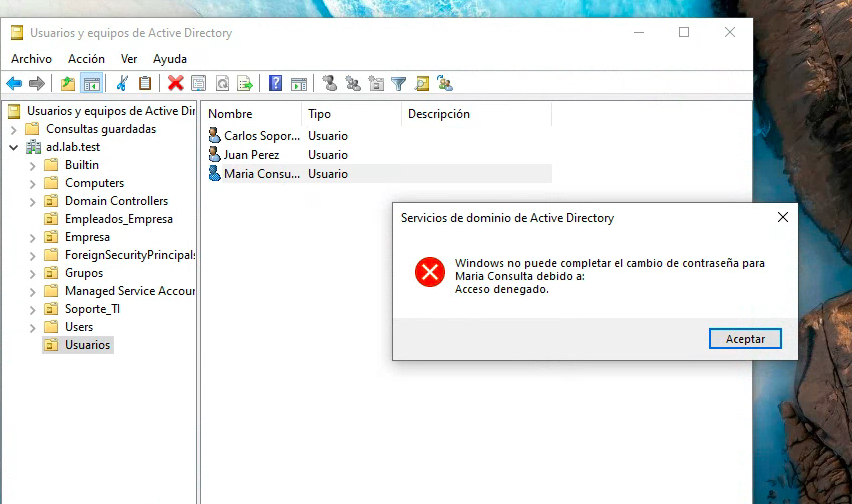 Usuarios y equipos de Active Directory
Archivo Acción Ver Ayuda
Usuarios y equipos de Active Dir
Consultas guardadas
ad.lab.test
Builtin
Computers
Domain Controllers
Empleados_Empresa
Empresa
ForeignSecurityPrincipals
Grupos
Managed Service Accour
Soporte_TI
Users
Usuarios
Nombre Tipo Descripción
Carlos Sopor... Usuario
Juan Perez Usuario
Maria Consu... Usuario
Servicios de dominio de Active Directory
Windows no puede completar el cambio de contraseña para
Maria Consulta debido a:
Acceso denegado.
Aceptar